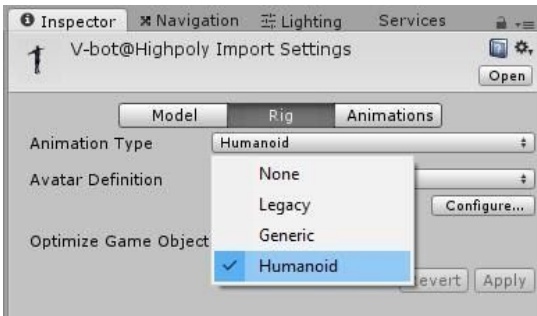 Inspector Navigation Lighting Services
V-bot@Highpoly Import Settings
Open
Model Rig Animations
Animation Type Humanoid
None
Avatar Definition
Legacy
Configure...
Generic
Optimize Game Object
Humanoid
Revert Apply